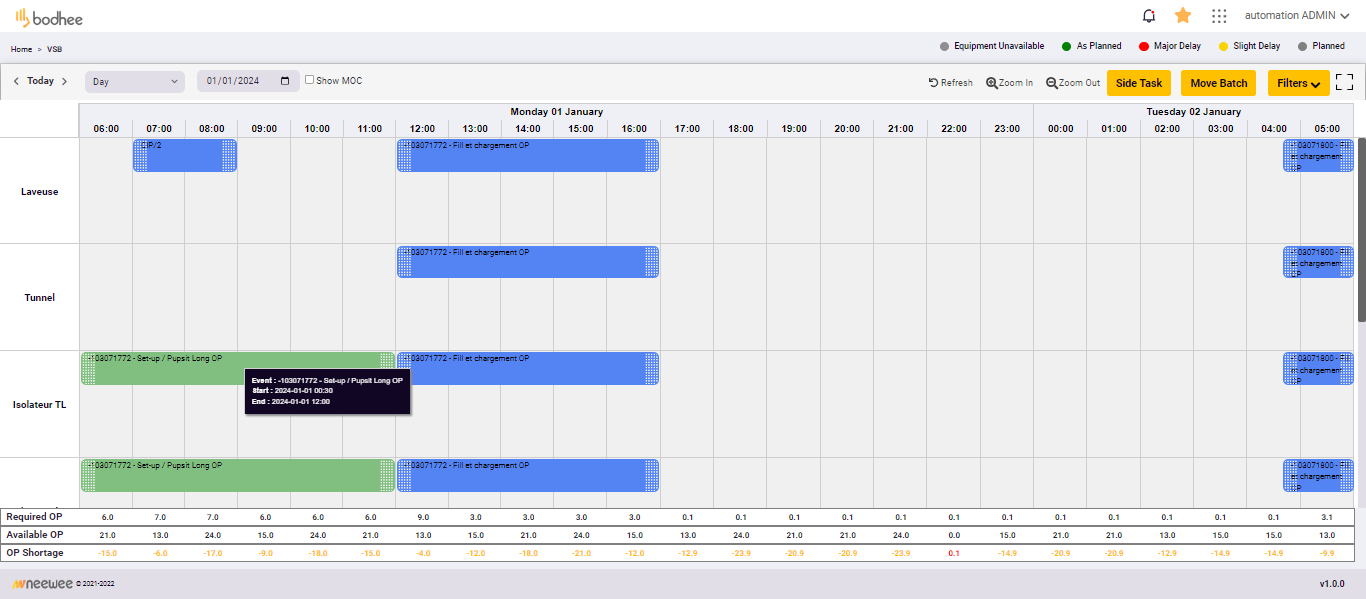 bodhee
automation ADMIN
Home > VSB
Equipment Unavailable As Planned Major Delay Slight Delay Planned
Today Day 01/01/2024 Show MOC Refresh Zoom In Zoom Out Side Task Move Batch Filters
Monday 01 January Tuesday 02 January
06:00 07:00 08:00 09:00 10:00 11:00 12:00 13:00 14:00 15:00 16:00 17:00 18:00 19:00 20:00 21:00 22:00 23:00 00:00 01:00 02:00 03:00 04:00 05:00
CIP/2 -103071772 - Fill et chargement OP -103071800 - Fill
et chargement
OP
Laveuse
-103071772 - Fill et chargement OP -103071800 - Fill
et chargement
OP
Tunnel
-103071772 - Set-up / Pupsit Long OP -103071772 - Fill et chargement OP -103071800 - Fill
et chargement
OP
Event : -103071772 - Set-up / Pupsit Long OP
Start : 2024-01-01 00:30
End : 2024-01-01 12:00
Isolateur TL
-103071772 - Set-up / Pupsit Long OP -103071772 - Fill et chargement OP -103071800 - Fill
et chargement
OP
Required OP 6.0 7.0 7.0 6.0 6.0 6.0 9.0 3.0 3.0 3.0 3.0 0.1 0.1 0.1 0.1 0.1 0.1 0.1 0.1 0.1 0.1 0.1 0.1 3.1
Available OP 21.0 13.0 24.0 15.0 24.0 21.0 13.0 15.0 21.0 24.0 15.0 13.0 24.0 21.0 21.0 24.0 0.0 15.0 21.0 21.0 13.0 15.0 15.0 13.0
OP Shortage -15.0 -6.0 -17.0 -9.0 -18.0 -15.0 -4.0 -12.0 -18.0 -21.0 -12.0 -12.9 -23.9 -20.9 -20.9 -23.9 0.1 -14.9 -20.9 -20.9 -12.9 -14.9 -14.9 -9.9
neewee © 2021-2022 v1.0.0